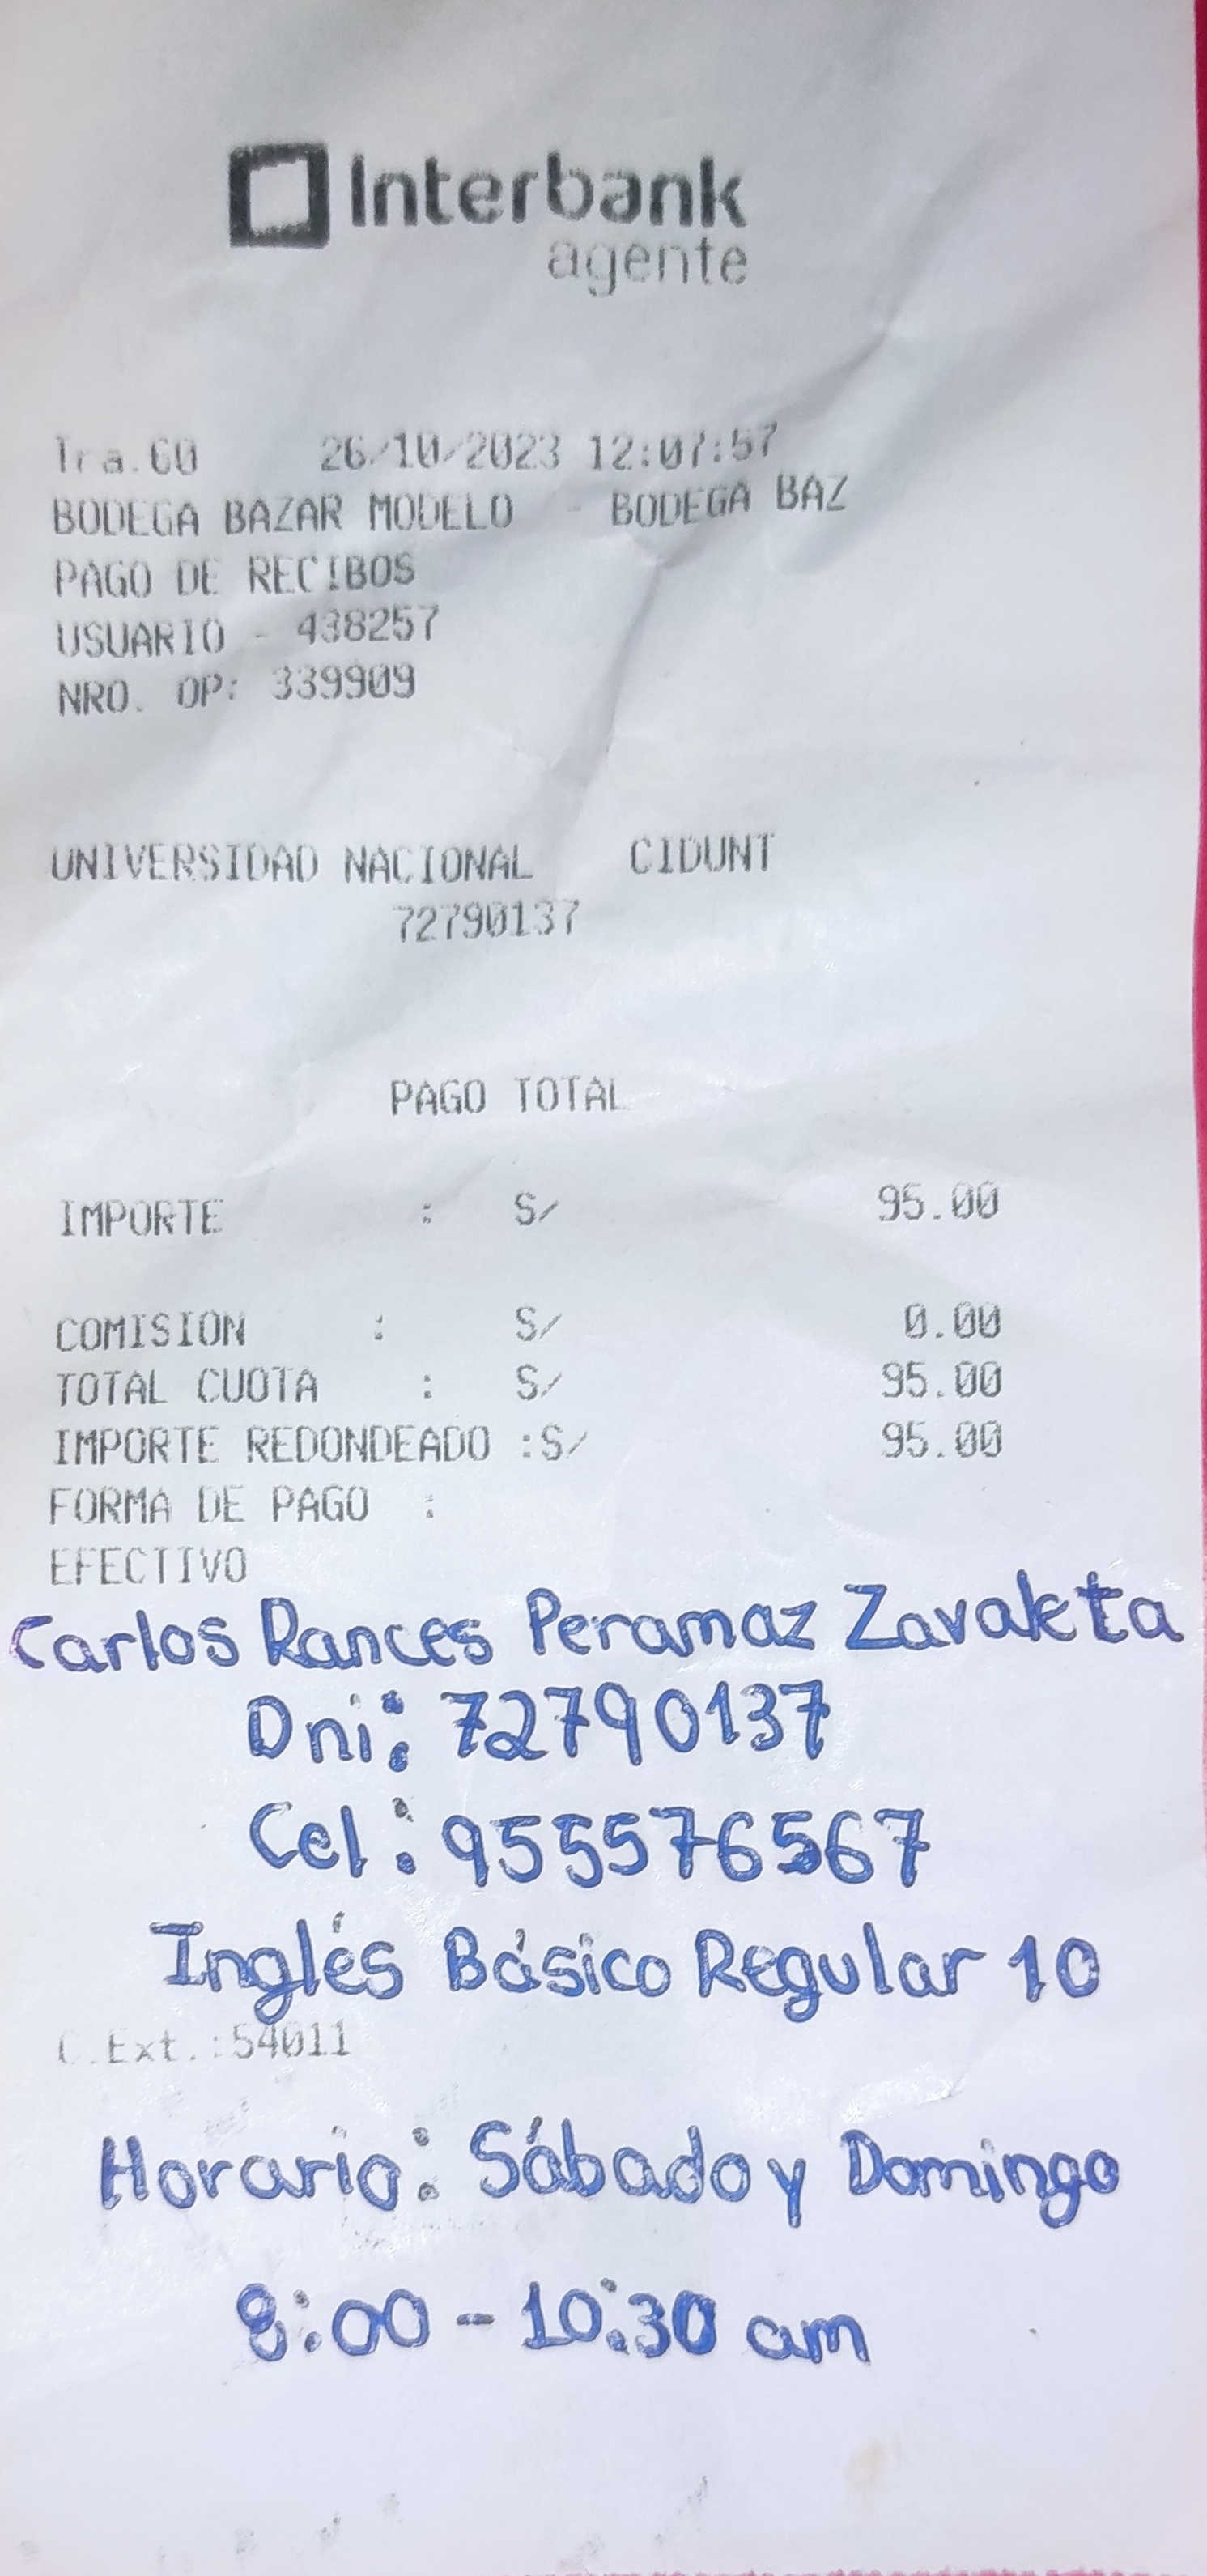 Interbank
agente
Tra.60 26/10/2023 12:07:57
BODEGA BAZAR MODELO - BODEGA BAZ
PAGO DE RECIBOS
USUARIO - 438257
NRO. OP: 339909
UNIVERSIDAD NACIONAL CIDUNT
72790137
PAGO TOTAL
IMPORTE : S/ 95.00
COMISION : S/ 0.00
TOTAL CUOTA : S/ 95.00
IMPORTE REDONDEADO :S/ 95.00
FORMA DE PAGO :
EFECTIVO
Carlos Rances Peramaz Zavaleta
Dni: 72790137
Cel: 955576567
Inglés Básico Regular 10
C.Ext.:54011
Horario: Sábado y Domingo
8:00 - 10:30 am